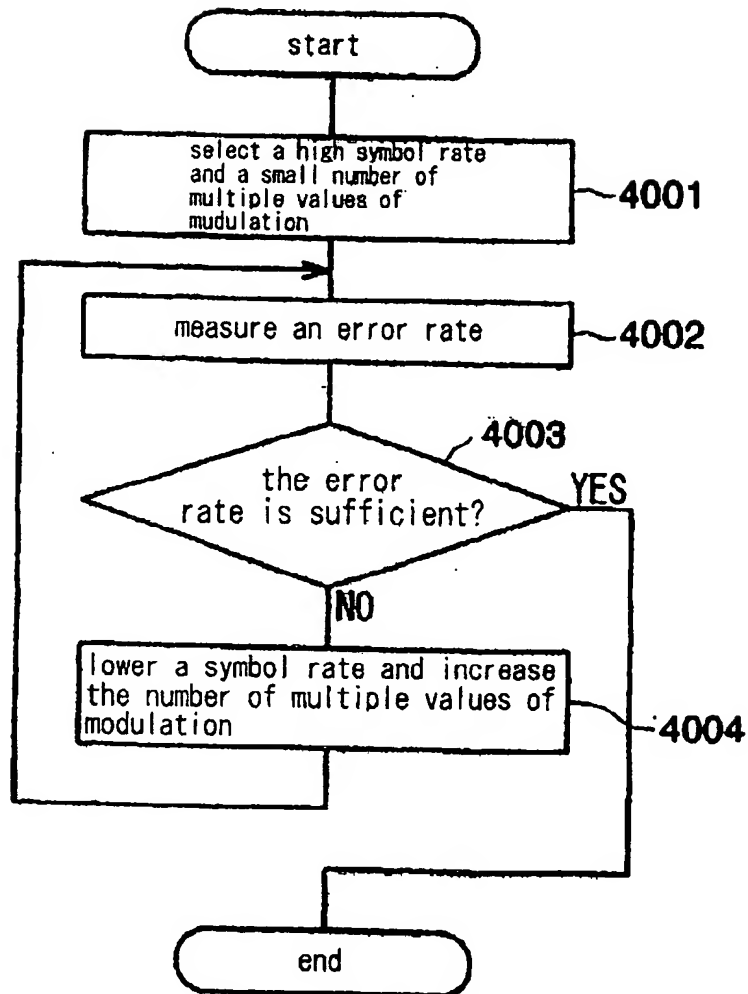 start
select a high symbol rate
and a small number of
multiple values of
mudulation
4001
measure an error rate
4002
4003
the error
rate is sufficient?
YES
NO
lower a symbol rate and increase
the number of multiple values of
modulation
4004
end